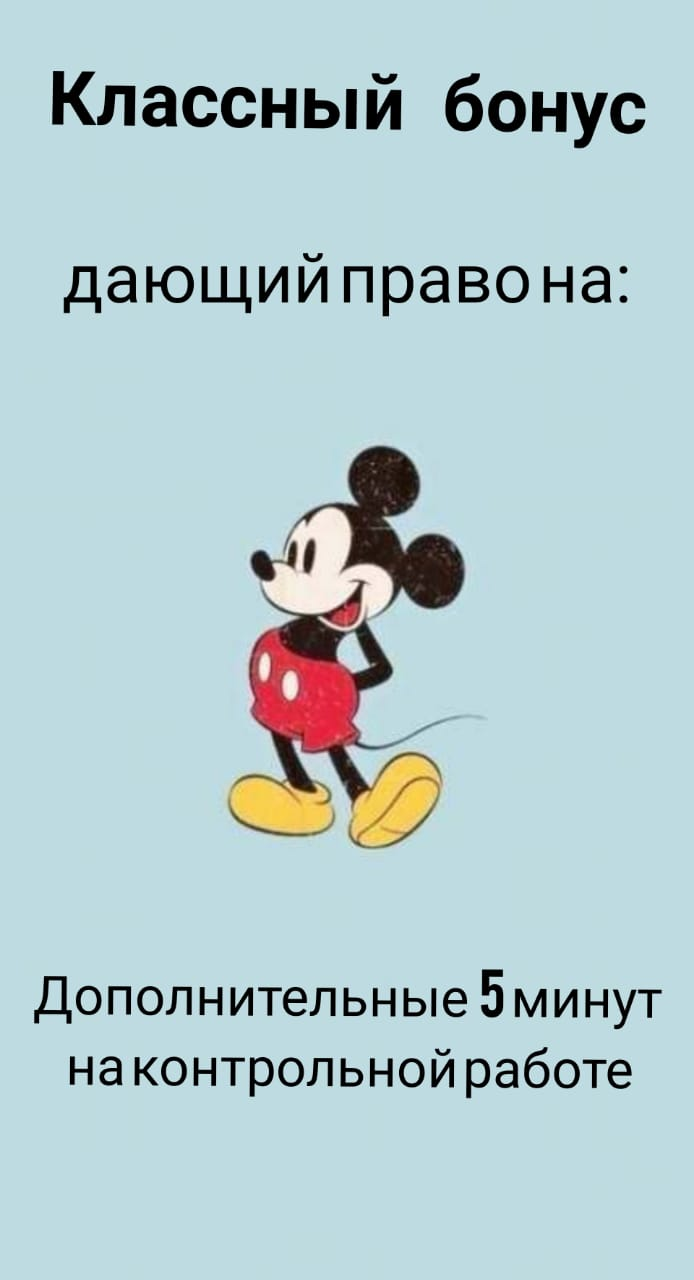 Классный бонус
дающий право на:
Дополнительные 5 минут
на контрольной работе